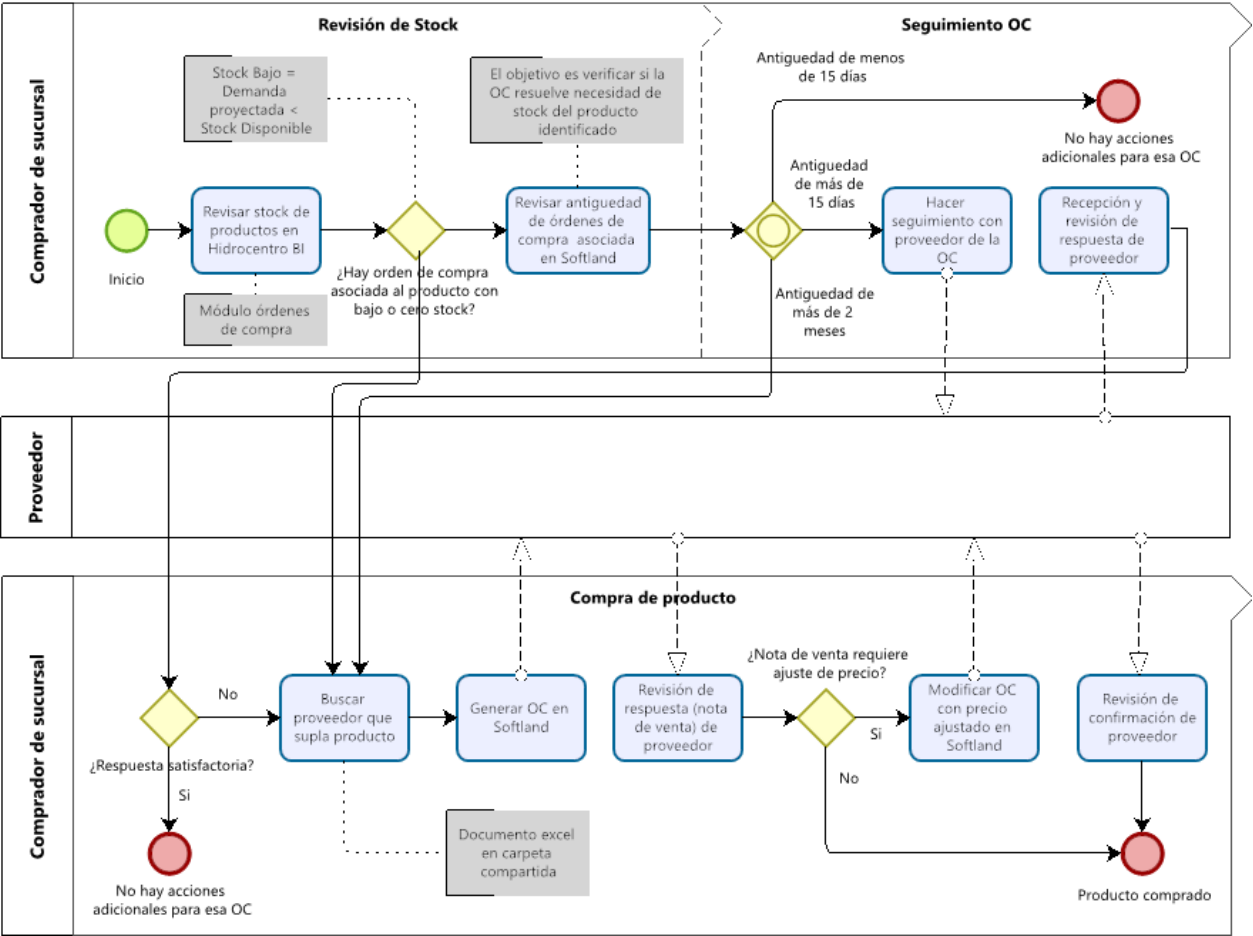 Comprador de sucursal
Revisión de Stock
Seguimiento OC
Stock Bajo =
Demanda
proyectada <
Stock Disponible
El objetivo es verificar si la
OC resuelve necesidad de
stock del producto
identificado
Antiguedad de menos
de 15 días
No hay acciones
adicionales para esa OC
Inicio
Revisar stock de
productos en
Hidrocentro BI
Módulo órdenes
de compra
¿Hay orden de compra
asociada al producto con
bajo o cero stock?
Revisar antiguedad
de órdenes de
compra asociada
en Softland
Antiguedad
de más de
15 días
Antiguedad de
más de 2
meses
Hacer
seguimiento con
proveedor de la
OC
Recepción y
revisión de
respuesta de
proveedor
Proveedor
Comprador de sucursal
Compra de producto
¿Respuesta satisfactoria?
No
Si
No hay acciones
adicionales para esa OC
Buscar
proveedor que
supla producto
Documento excel
en carpeta
compartida
Generar OC en
Softland
Revisión de
respuesta (nota
de venta) de
proveedor
¿Nota de venta requiere
ajuste de precio?
Si
No
Modificar OC
con precio
ajustado en
Softland
Revisión de
confirmación de
proveedor
Producto comprado